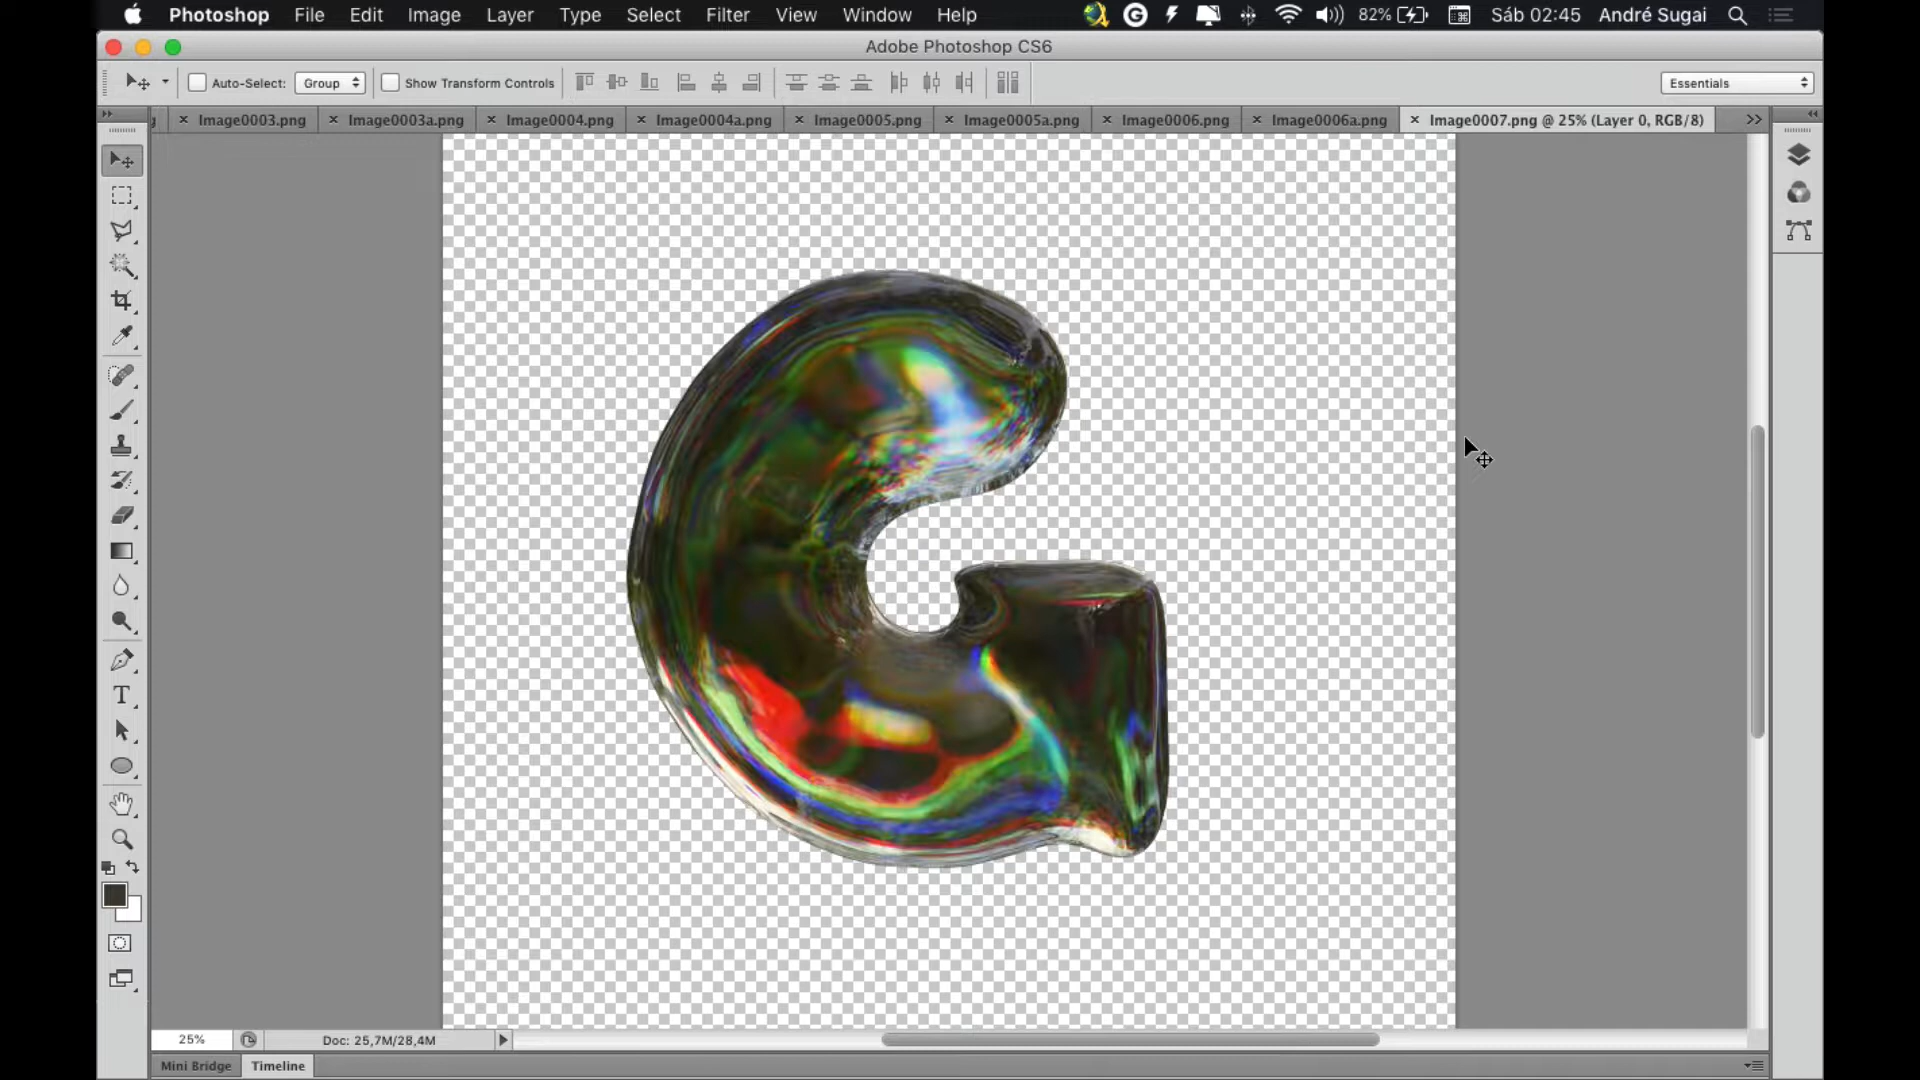 Photoshop File Edit Image Layer Type Select Filter View Window Help 82% Sáb 02:45 André Sugai
Adobe Photoshop CS6
Auto-Select: Group Show Transform Controls Essentials
Image0003.png Image0003a.png Image0004.png Image0004a.png Image0005.png Image0005a.png Image0006.png Image0006a.png Image0007.png @ 25% (Layer 0, RGB/8)
G
T
25% Doc: 25,7M/28,4M
Mini Bridge Timeline